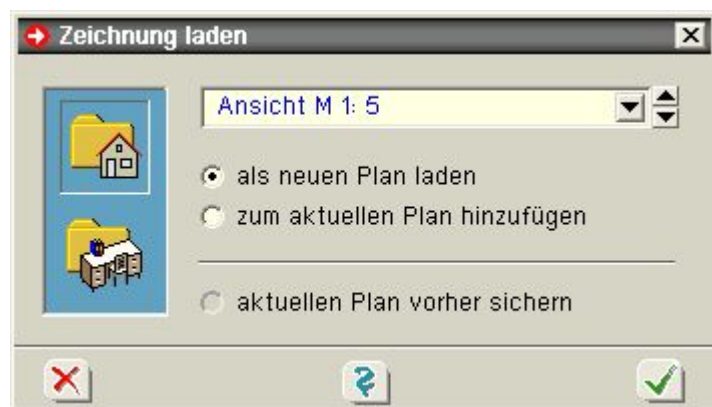 Zeichnung laden
Ansicht M 1: 5
als neuen Plan laden
zum aktuellen Plan hinzufügen
aktuellen Plan vorher sichern